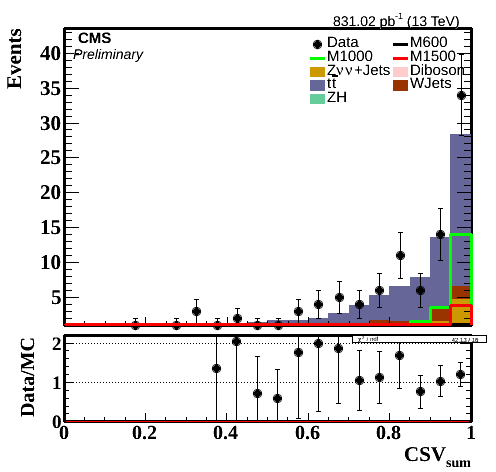 831.02 pb-1 (13 TeV)
CMS
Preliminary
Data
M600
M1000
M1500
Zνν+Jets
Diboson
tt̄
WJets
ZH
Events
40
35
30
25
20
15
10
5
Data/MC
2
1
0
χ² / ndf
0
0.2
0.4
0.6
0.8
1
CSVsum